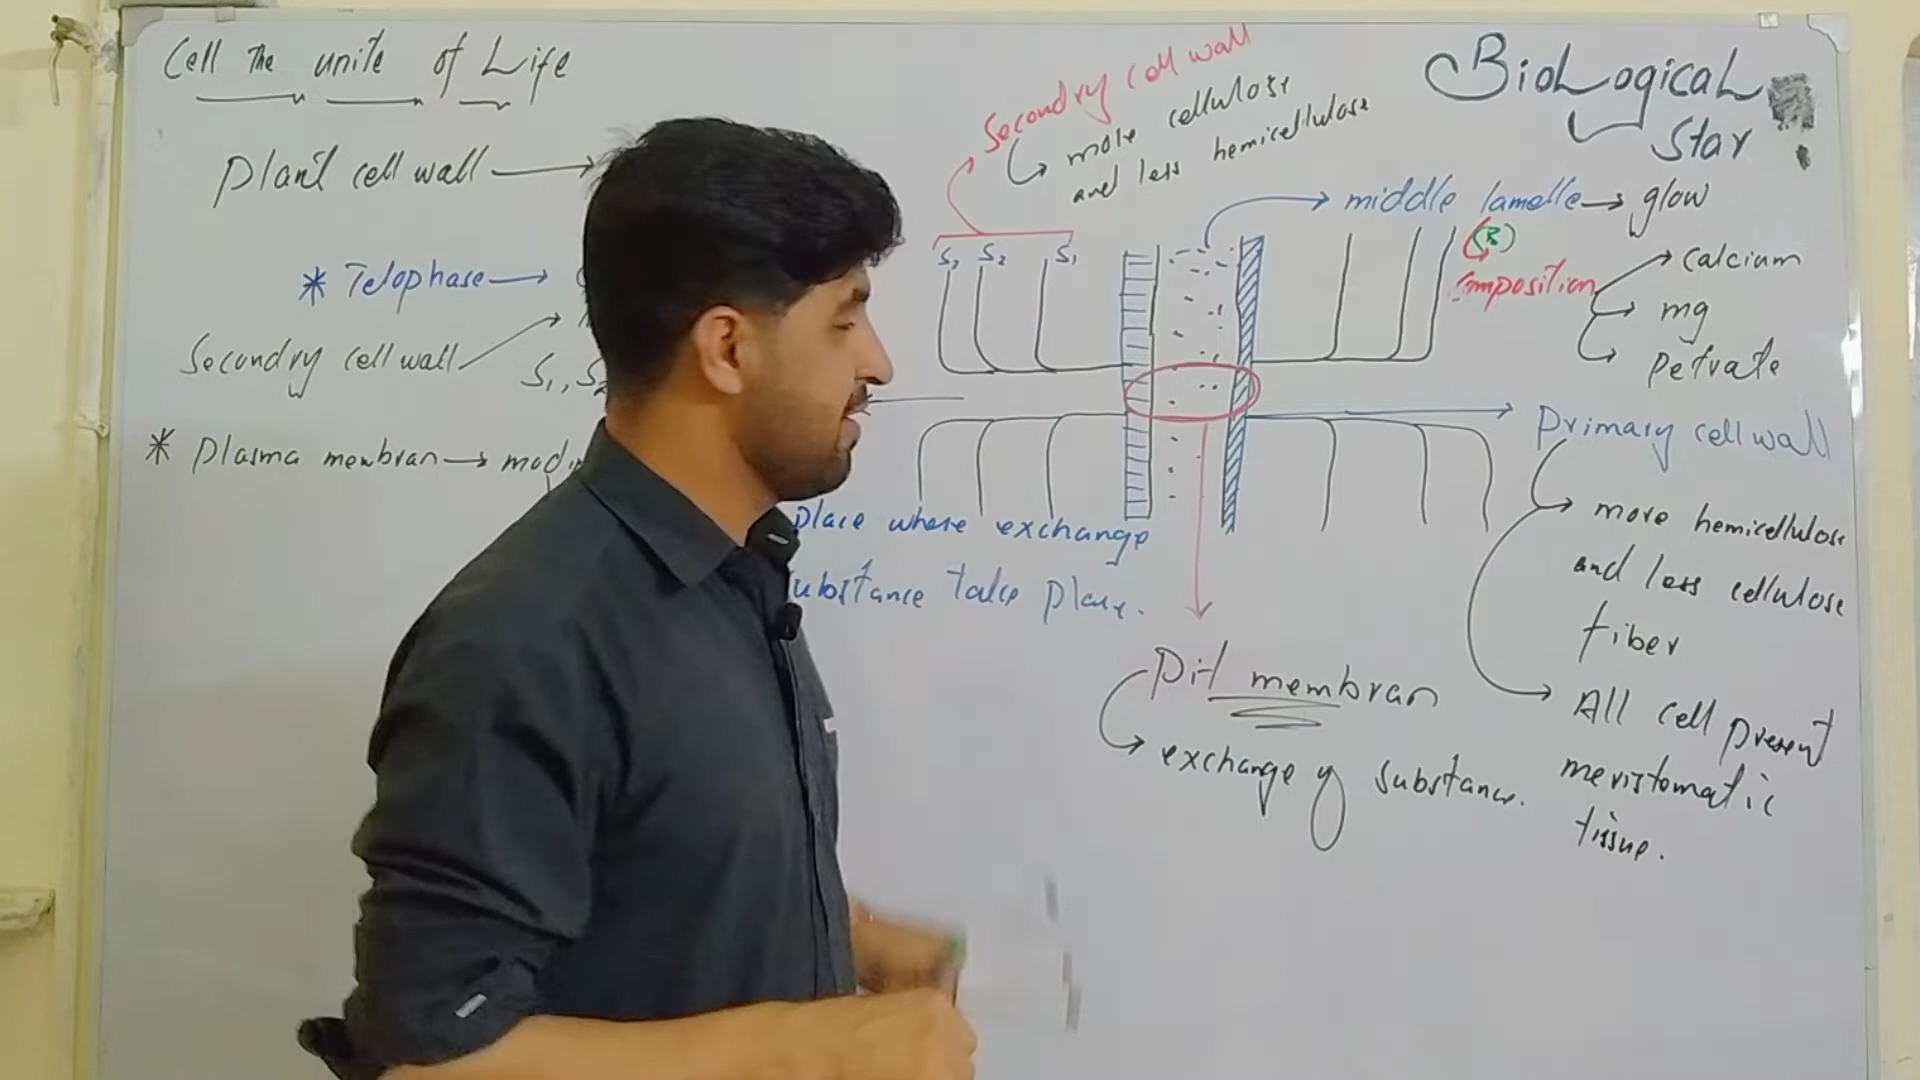 Cell The unite of Life
Plant cell wall
* Telophase
Secondry cell wall
S1, S2
* Plasma menbran
Secondry cell wall
more cellulose
and less hemicellulose
S3 S2 S1
BioLogicaL
Star
middle lamelle → glow
(B)
Composition
calcium
mg
petvate
Primary cell wall
more hemicellulose
and less cellulose
fiber
All cell present
meristomatic
tissue.
place where exchange
substance take place.
Pit membran
exchange of substance.